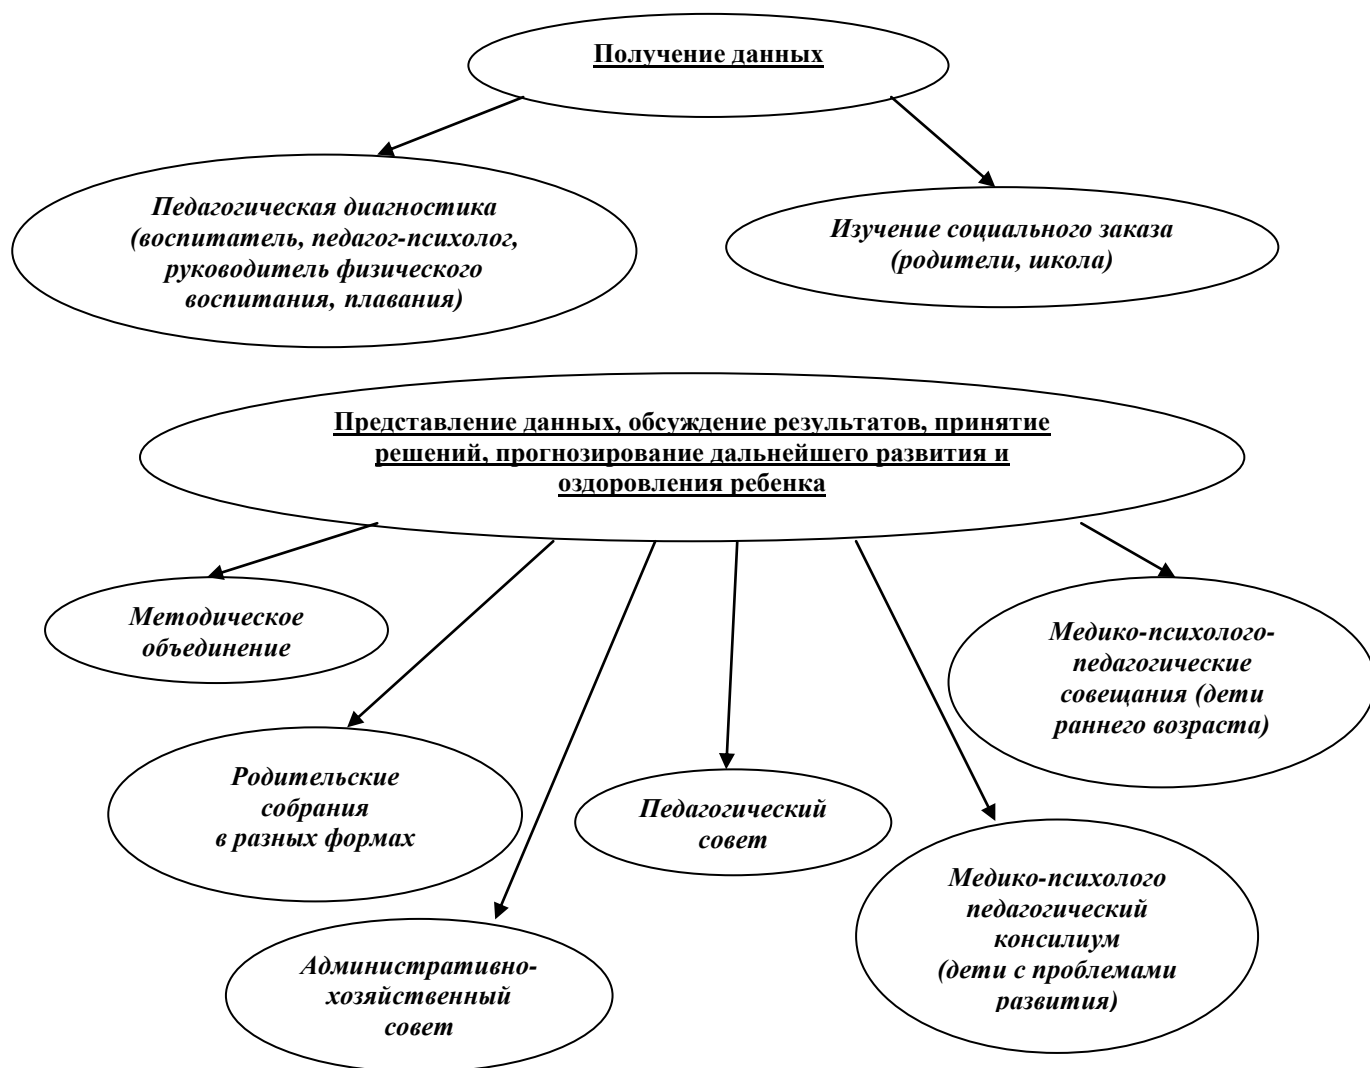 Получение данных
Педагогическая диагностика
(воспитатель, педагог-психолог,
руководитель физического
воспитания, плавания)
Изучение социального заказа
(родители, школа)
Представление данных, обсуждение результатов, принятие
решений, прогнозирование дальнейшего развития и
оздоровления ребенка
Методическое
объединение
Медико-психолого-
педагогические
совещания (дети
раннего возраста)
Родительские
собрания
в разных формах
Педагогический
совет
Медико-психолого
педагогический
консилиум
(дети с проблемами
развития)
Административно-
хозяйственный
совет